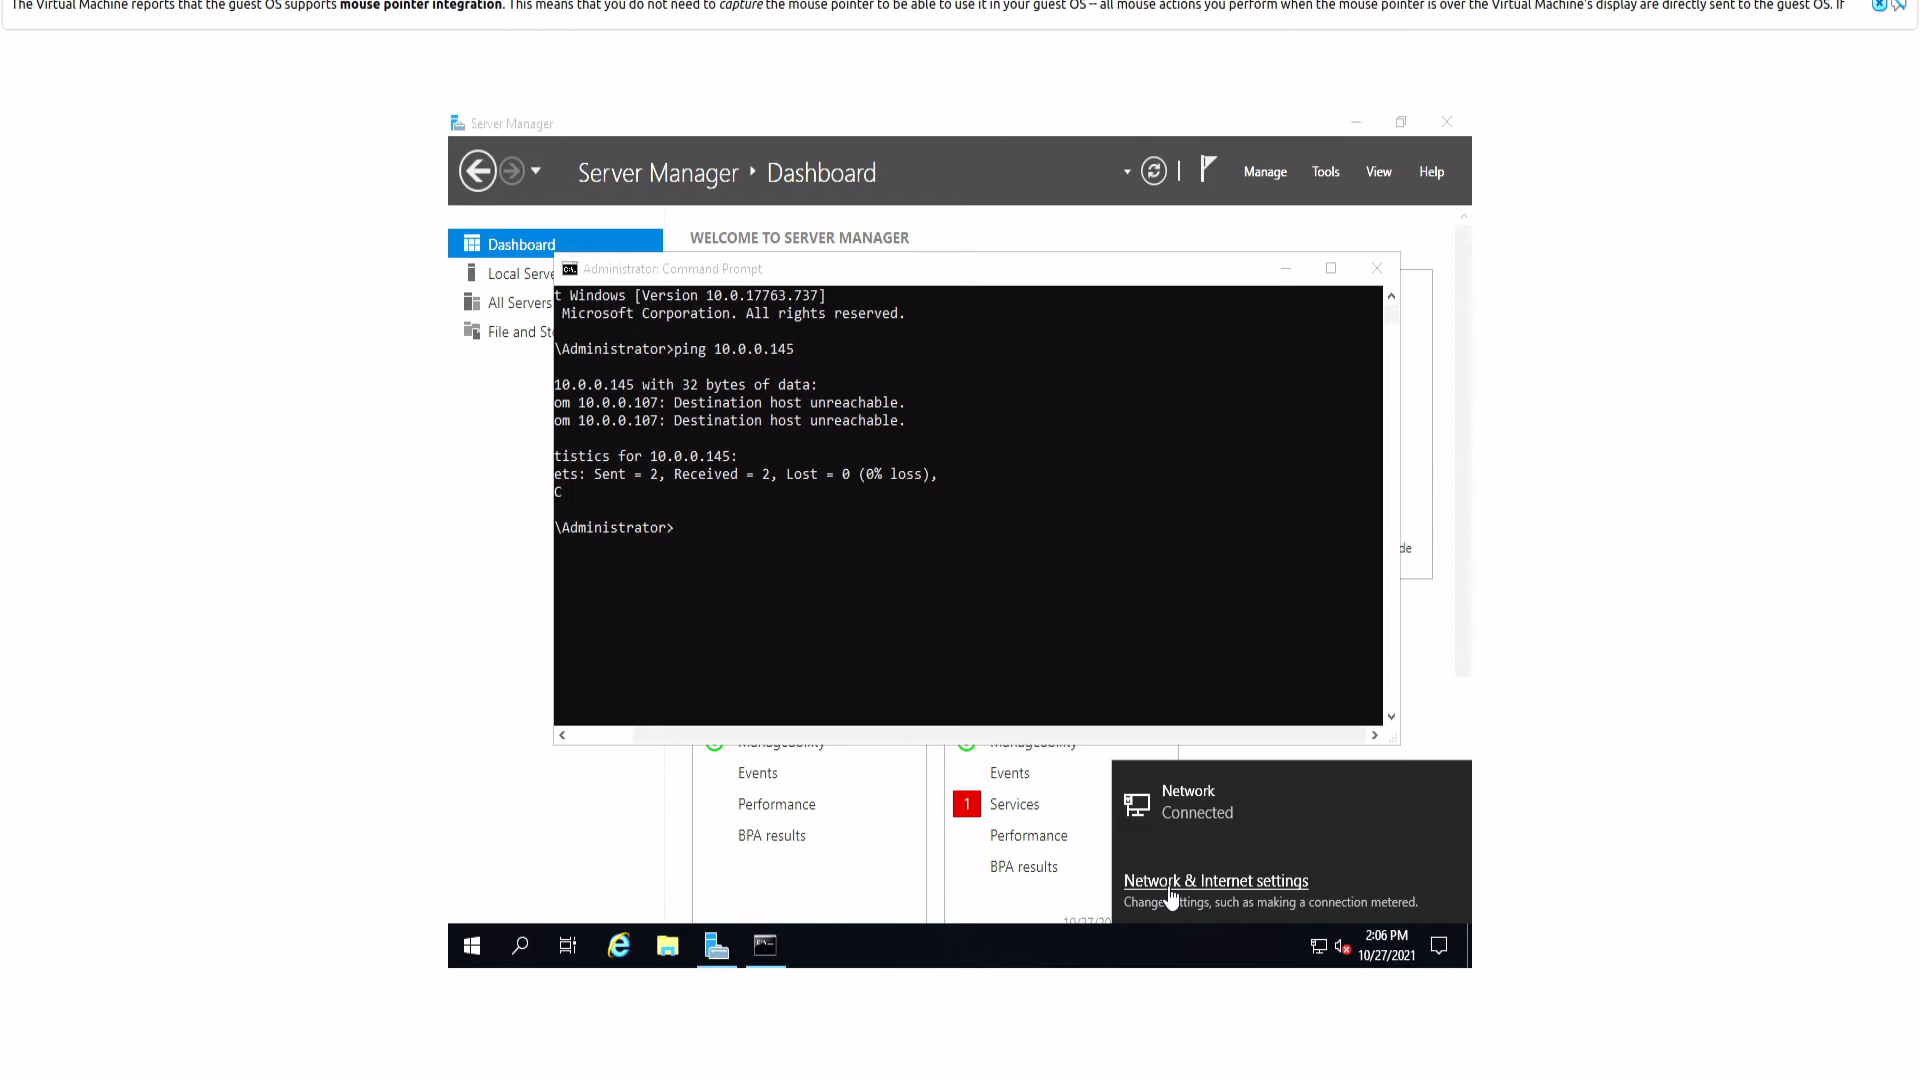 The Virtual Machine reports that the guest OS supports mouse pointer integration. This means that you do not need to capture the mouse pointer to be able to use it in your guest OS -- all mouse actions you perform when the mouse pointer is over the Virtual Machine's display are directly sent to the guest OS. If
Server Manager
Server Manager Dashboard
Manage Tools View Help
Dashboard
WELCOME TO SERVER MANAGER
Local Serve
All Servers
File and Sto
Administrator: Command Prompt
t Windows [Version 10.0.17763.737]
Microsoft Corporation. All rights reserved.
\Administrator>ping 10.0.0.145
10.0.0.145 with 32 bytes of data:
om 10.0.0.107: Destination host unreachable.
om 10.0.0.107: Destination host unreachable.
tistics for 10.0.0.145:
ets: Sent = 2, Received = 2, Lost = 0 (0% loss),
C
\Administrator>
de
Manageability
Events
Performance
BPA results
Manageability
Events
1 Services
Performance
BPA results
10/27/20
Network
Connected
Network & Internet settings
Change settings, such as making a connection metered.
2:06 PM
10/27/2021